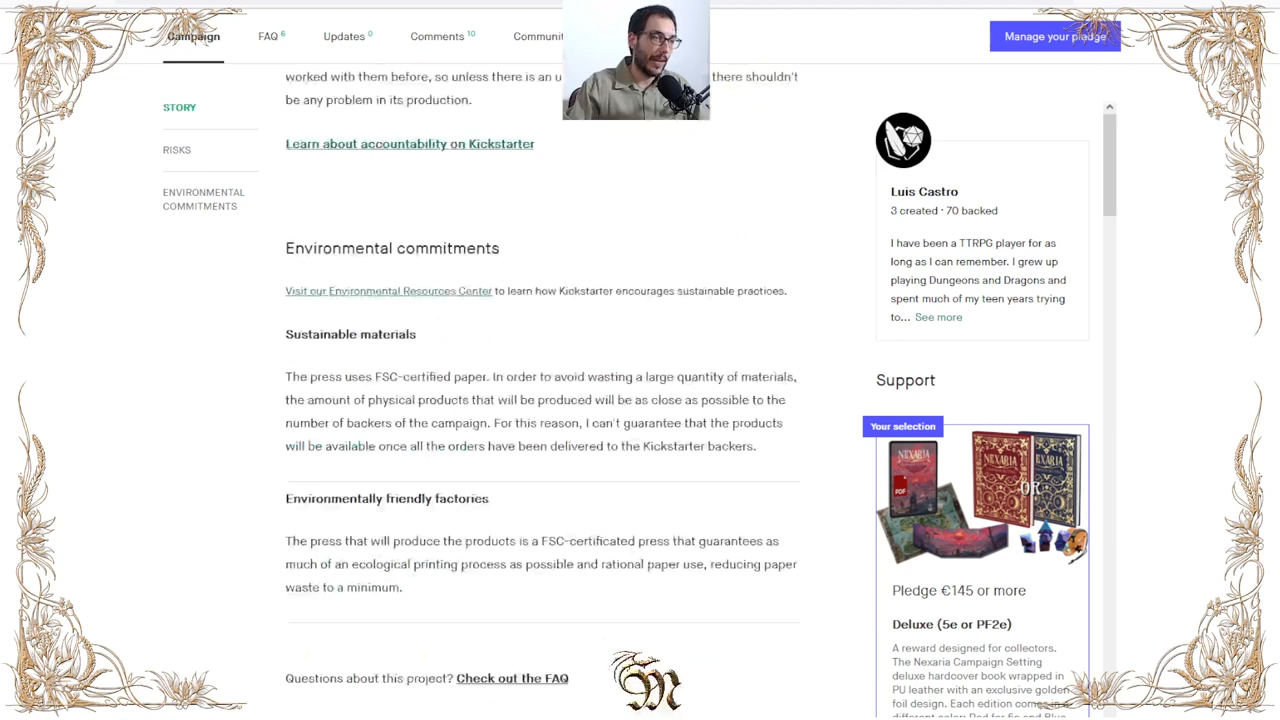 Campaign
FAQ 6
Updates 0
Comments 10
Communit
Manage your pledge
worked with them before, so unless there is an u
there shouldn't
be any problem in its production.
Learn about accountability on Kickstarter
STORY
RISKS
ENVIRONMENTAL
COMMITMENTS
Environmental commitments
Visit our Environmental Resources Center to learn how Kickstarter encourages sustainable practices.
Sustainable materials
The press uses FSC-certified paper. In order to avoid wasting a large quantity of materials,
the amount of physical products that will be produced will be as close as possible to the
number of backers of the campaign. For this reason, I can't guarantee that the products
will be available once all the orders have been delivered to the Kickstarter backers.
Environmentally friendly factories
The press that will produce the products is a FSC-certificated press that guarantees as
much of an ecological printing process as possible and rational paper use, reducing paper
waste to a minimum.
Questions about this project? Check out the FAQ
Luis Castro
3 created · 70 backed
I have been a TTRPG player for as
long as I can remember. I grew up
playing Dungeons and Dragons and
spent much of my teen years trying
to... See more
Support
Your selection
NEXARIA
PDF
NEXARIA
NEXARIA
OR
Pledge €145 or more
Deluxe (5e or PF2e)
A reward designed for collectors.
The Nexaria Campaign Setting
deluxe hardcover book wrapped in
PU leather with an exclusive golden
foil design. Each edition comes in
different color: Red for 5e and Blue